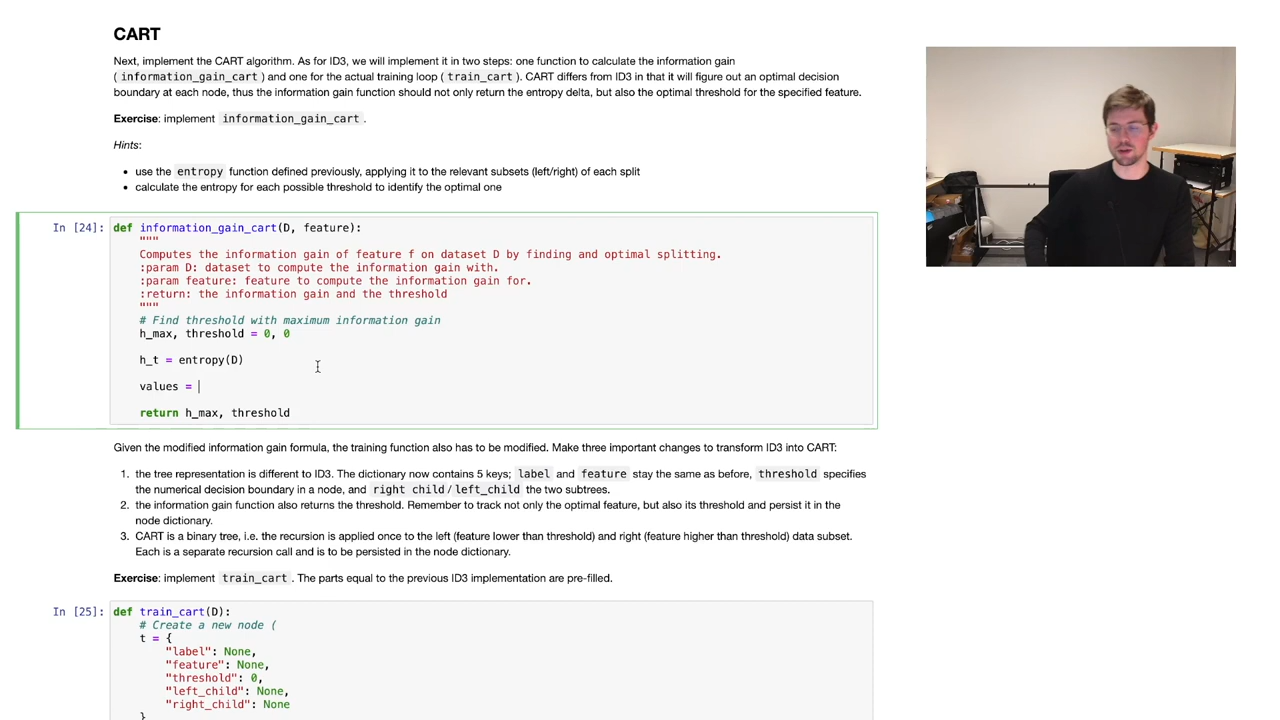 CART
Next, implement the CART algorithm. As for ID3, we will implement it in two steps: one function to calculate the information gain
( information_gain_cart ) and one for the actual training loop ( train_cart ). CART differs from ID3 in that it will figure out an optimal decision
boundary at each node, thus the information gain function should not only return the entropy delta, but also the optimal threshold for the specified feature.
Exercise: implement information_gain_cart .
Hints:
• use the entropy function defined previously, applying it to the relevant subsets (left/right) of each split
• calculate the entropy for each possible threshold to identify the optimal one
In [24]: def information_gain_cart(D, feature):
"""
Computes the information gain of feature f on dataset D by finding and optimal splitting.
:param D: dataset to compute the information gain with.
:param feature: feature to compute the information gain for.
:return: the information gain and the threshold
"""
# Find threshold with maximum information gain
h_max, threshold = 0, 0
h_t = entropy(D)
values =
return h_max, threshold
Given the modified information gain formula, the training function also has to be modified. Make three important changes to transform ID3 into CART:
1. the tree representation is different to ID3. The dictionary now contains 5 keys; label and feature stay the same as before, threshold specifies
the numerical decision boundary in a node, and right child / left_child the two subtrees.
2. the information gain function also returns the threshold. Remember to track not only the optimal feature, but also its threshold and persist it in the
node dictionary.
3. CART is a binary tree, i.e. the recursion is applied once to the left (feature lower than threshold) and right (feature higher than threshold) data subset.
Each is a separate recursion call and is to be persisted in the node dictionary.
Exercise: implement train_cart . The parts equal to the previous ID3 implementation are pre-filled.
In [25]: def train_cart(D):
# Create a new node (
t = {
"label": None,
"feature": None,
"threshold": 0,
"left_child": None,
"right_child": None
}